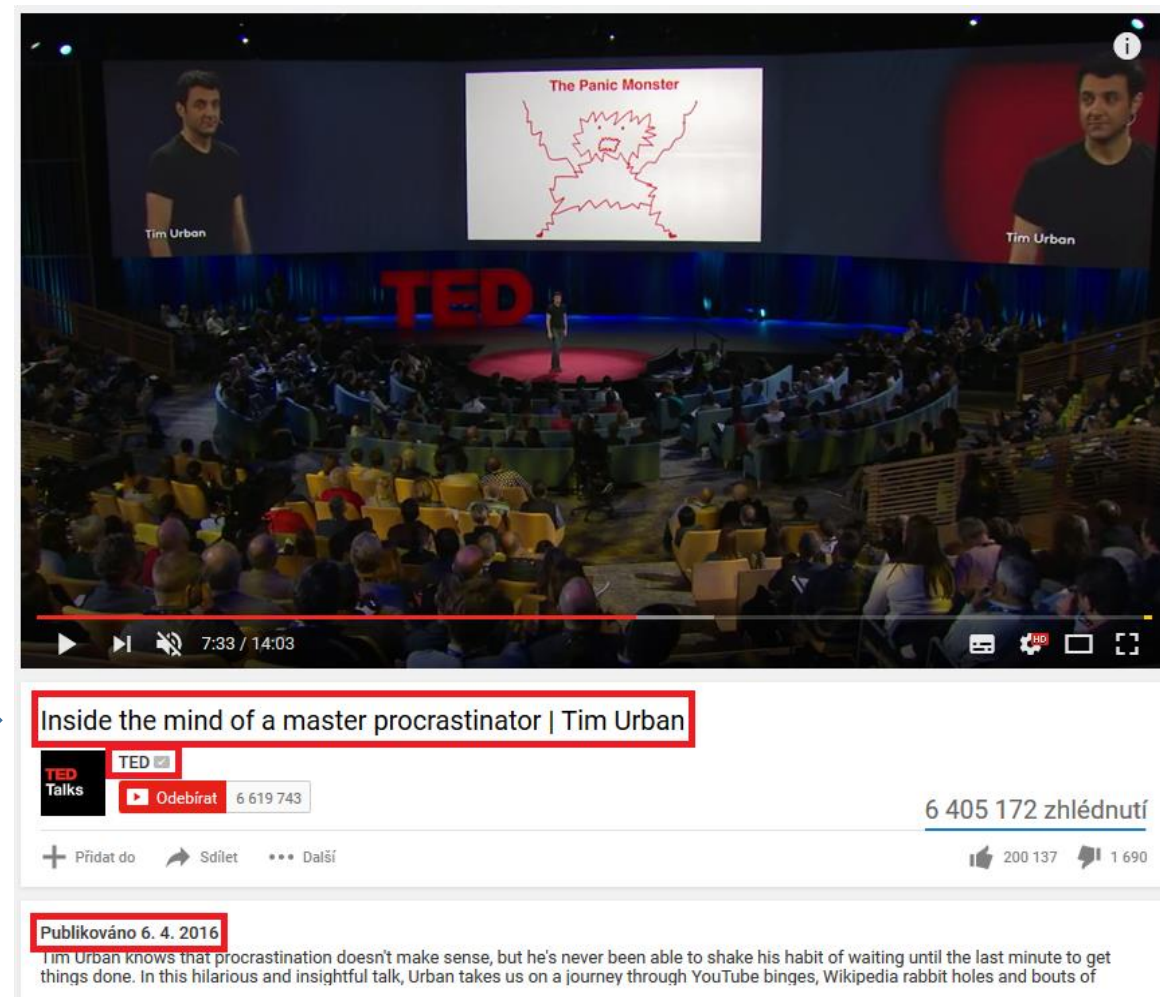 The Panic Monster
Tim Urban
Tim Urban
TED
7:33 / 14:03
HD
Inside the mind of a master procrastinator | Tim Urban
TED
Talks
TED
Odebírat 6 619 743
6 405 172 zhlédnutí
Přidat do Sdílet Další
200 137 1 690
Publikováno 6. 4. 2016
Tim Urban knows that procrastination doesn't make sense, but he's never been able to shake his habit of waiting until the last minute to get
things done. In this hilarious and insightful talk, Urban takes us on a journey through YouTube binges, Wikipedia rabbit holes and bouts of